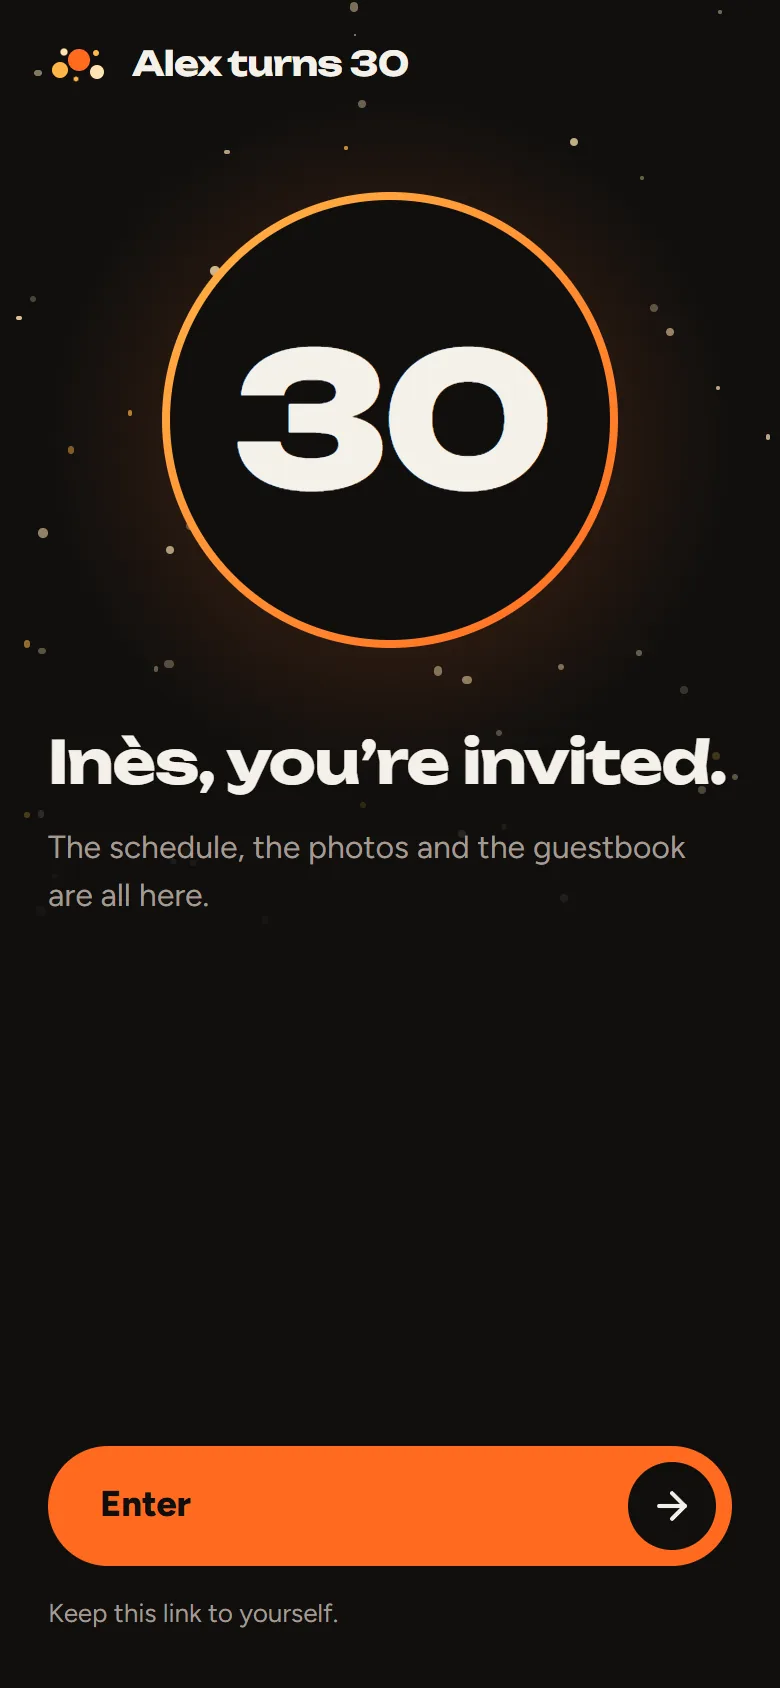 Alex turns 30
30
Inès, you’re invited.
The schedule, the photos and the guestbook
are all here.
Enter
Keep this link to yourself.